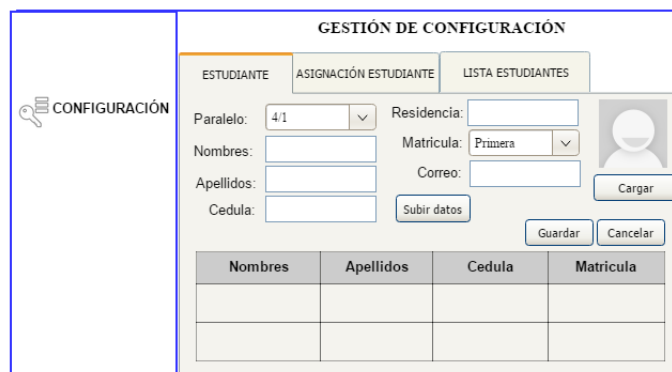 GESTIÓN DE CONFIGURACIÓN
CONFIGURACIÓN
ESTUDIANTE
ASIGNACIÓN ESTUDIANTE
LISTA ESTUDIANTES
Paralelo: 4/1
Residencia:
Nombres:
Matricula: Primera
Apellidos:
Correo:
Cargar
Cedula:
Subir datos
Guardar Cancelar
Nombres Apellidos Cedula Matricula